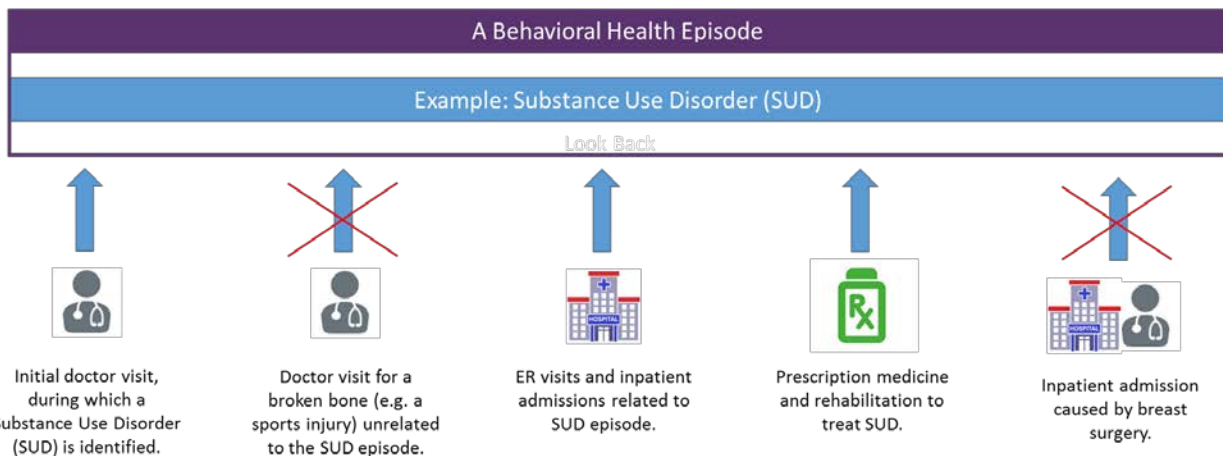 A Behavioral Health Episode
Example: Substance Use Disorder (SUD)
Look Back
HOSPITAL
Rx
HOSPITAL
Initial doctor visit,
during which a
Substance Use Disorder
(SUD) is identified.
Doctor visit for a
broken bone (e.g. a
sports injury) unrelated
to the SUD episode.
ER visits and inpatient
admissions related to
SUD episode.
Prescription medicine
and rehabilitation to
treat SUD.
Inpatient admission
caused by breast
surgery.